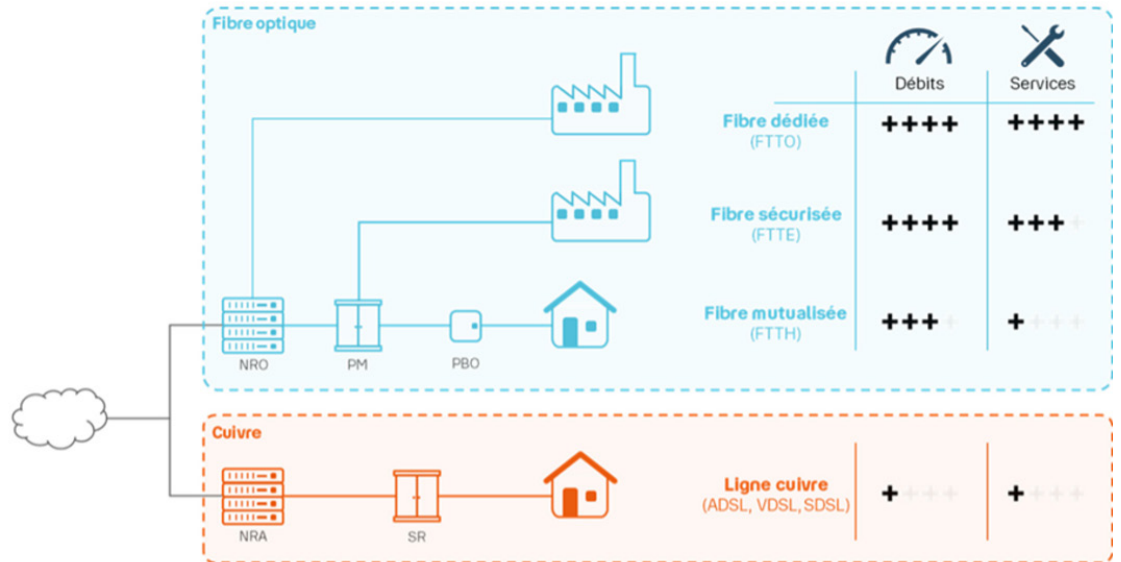 Fibre optique
Débits
Services
Fibre dédiée
(FTTO)
++++
++++
Fibre sécurisée
(FTTE)
++++
++++
Fibre mutualisée
(FTTH)
++++
++++
NRO
PM
PBO
Cuivre
Ligne cuivre
(ADSL, VDSL, SDSL)
++++
++++
NRA
SR